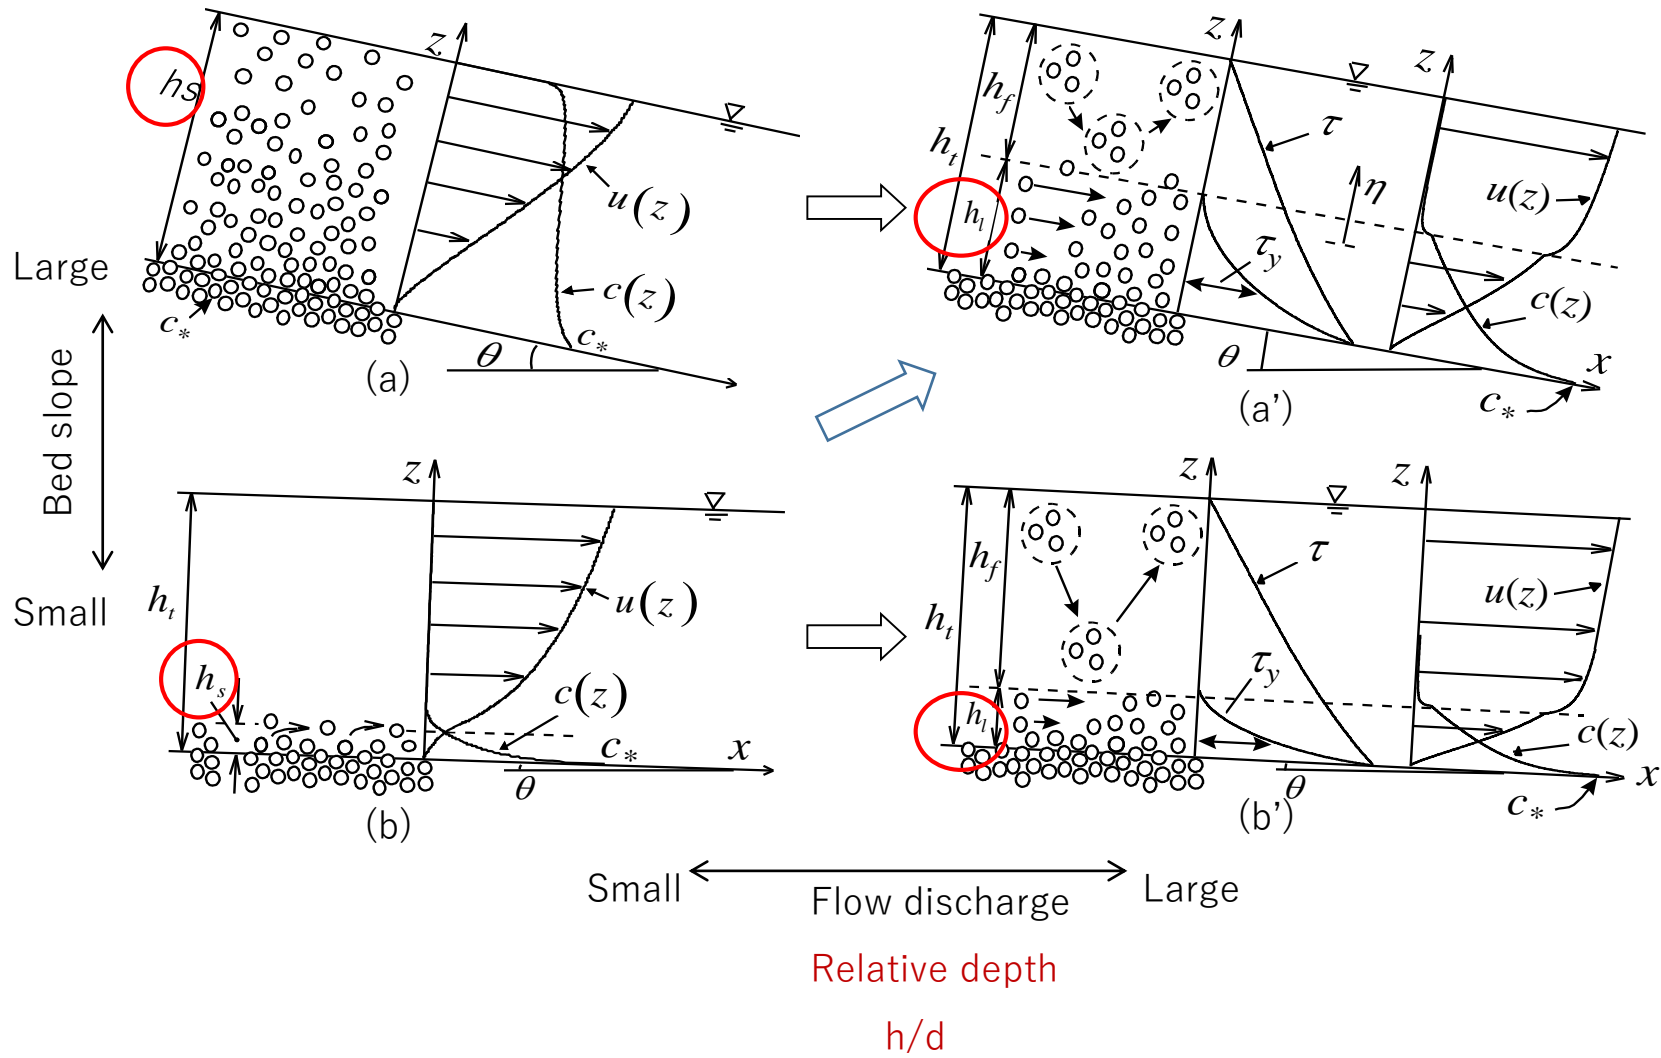 hs
z
u(z)
c(z)
c*
c*
θ
(a)
z
z
h_f
h_t
h_l
τ
η
u(z)
τ_y
c(z)
θ
x
c*
(a')
Large
Bed slope
Small
z
h_t
h_s
u(z)
c(z)
c*
x
θ
(b)
z
z
h_f
h_t
h_l
τ
u(z)
τ_y
c(z)
θ
x
c*
(b')
Small
Flow discharge
Large
Relative depth
h/d